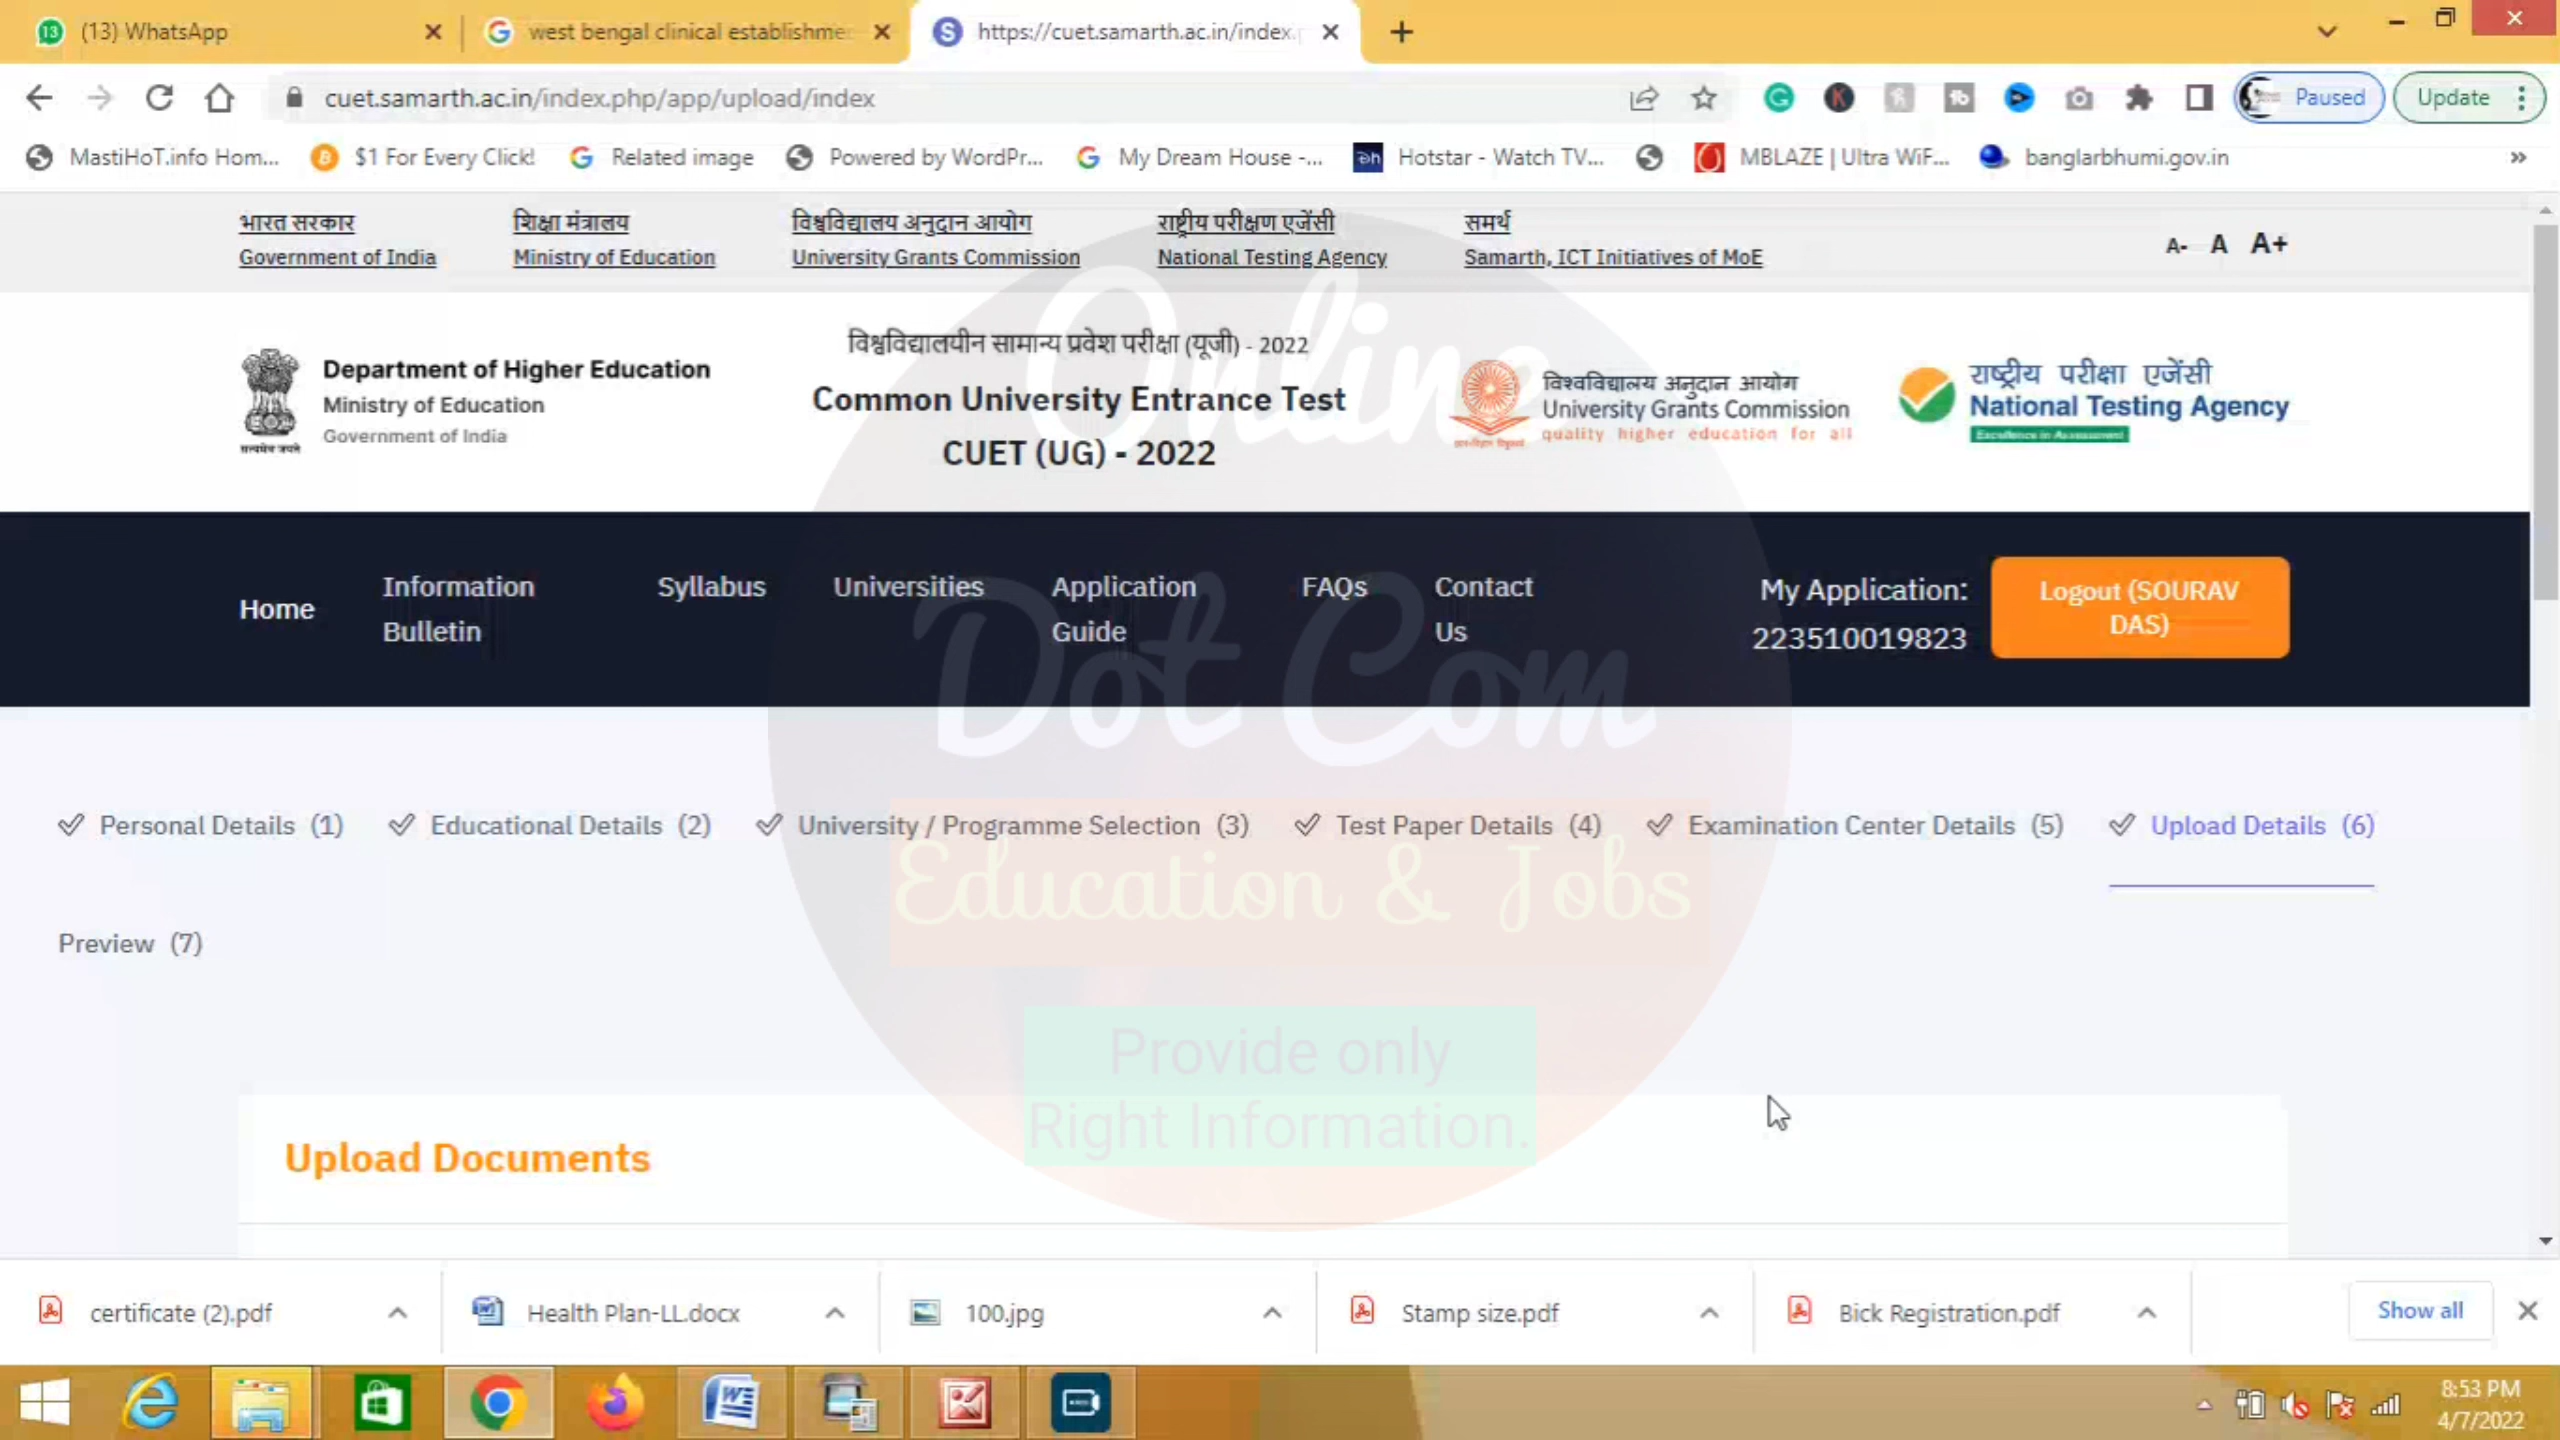 (13) WhatsApp
west bengal clinical establishme
https://cuet.samarth.ac.in/index.p
cuet.samarth.ac.in/index.php/app/upload/index
Paused
Update
MastiHoT.info Hom...
$1 For Every Click!
Related image
Powered by WordPr...
My Dream House -...
Hotstar - Watch TV...
MBLAZE | Ultra WiF...
banglarbhumi.gov.in
»
भारत सरकार
Government of India
शिक्षा मंत्रालय
Ministry of Education
विश्वविद्यालय अनुदान आयोग
University Grants Commission
राष्ट्रीय परीक्षण एजेंसी
National Testing Agency
समर्थ
Samarth, ICT Initiatives of MoE
A- A A+
सत्यमेव जयते
Department of Higher Education
Ministry of Education
Government of India
विश्वविद्यालयीन सामान्य प्रवेश परीक्षा (यूजी) - 2022
Common University Entrance Test
CUET (UG) - 2022
विश्वविद्यालय अनुदान आयोग
University Grants Commission
quality higher education for all
राष्ट्रीय परीक्षा एजेंसी
National Testing Agency
Excellence in Assessment
Online
Dot Com
Education & Jobs
Provide only
Right Information.
Home
Information
Bulletin
Syllabus
Universities
Application
Guide
FAQs
Contact
Us
My Application:
223510019823
Logout (SOURAV
DAS)
Personal Details (1)
Educational Details (2)
University / Programme Selection (3)
Test Paper Details (4)
Examination Center Details (5)
Upload Details (6)
Preview (7)
Upload Documents
certificate (2).pdf
Health Plan-LL.docx
100.jpg
Stamp size.pdf
Bick Registration.pdf
Show all
8:53 PM
4/7/2022